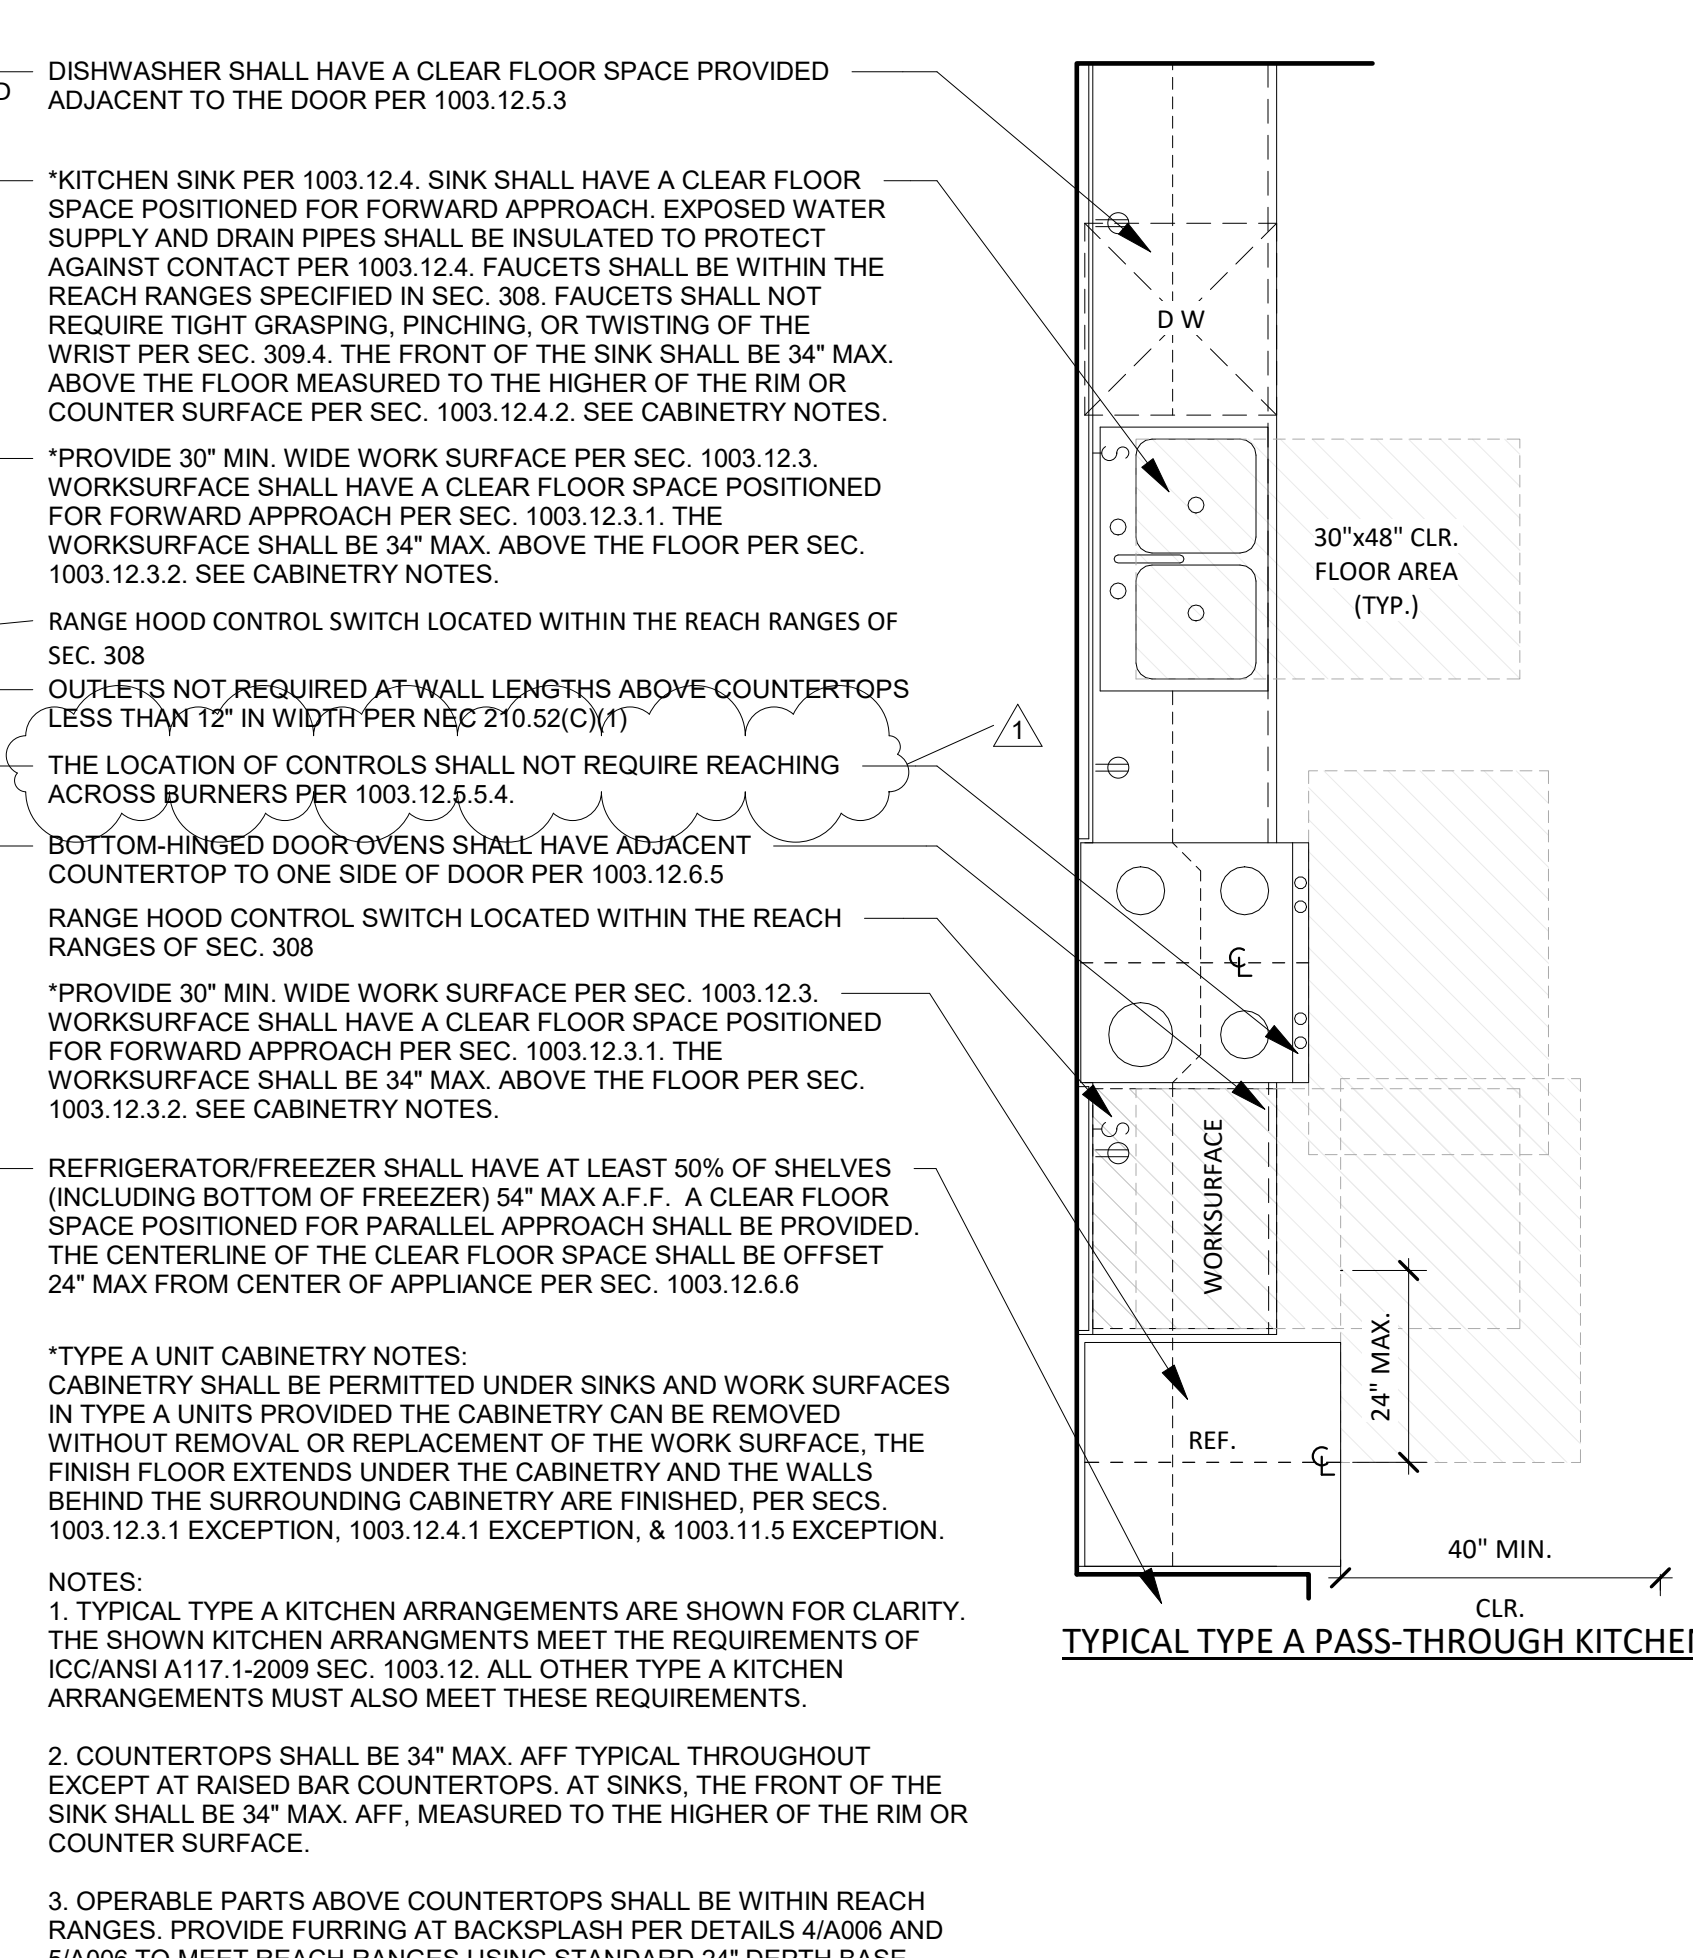 DISHWASHER SHALL HAVE A CLEAR FLOOR SPACE PROVIDED
ADJACENT TO THE DOOR PER 1003.12.5.3
*KITCHEN SINK PER 1003.12.4. SINK SHALL HAVE A CLEAR FLOOR
SPACE POSITIONED FOR FORWARD APPROACH. EXPOSED WATER
SUPPLY AND DRAIN PIPES SHALL BE INSULATED TO PROTECT
AGAINST CONTACT PER 1003.12.4. FAUCETS SHALL BE WITHIN THE
REACH RANGES SPECIFIED IN SEC. 308. FAUCETS SHALL NOT
REQUIRE TIGHT GRASPING, PINCHING, OR TWISTING OF THE
WRIST PER SEC. 309.4. THE FRONT OF THE SINK SHALL BE 34" MAX.
ABOVE THE FLOOR MEASURED TO THE HIGHER OF THE RIM OR
COUNTER SURFACE PER SEC. 1003.12.4.2. SEE CABINETRY NOTES.
*PROVIDE 30" MIN. WIDE WORK SURFACE PER SEC. 1003.12.3.
WORKSURFACE SHALL HAVE A CLEAR FLOOR SPACE POSITIONED
FOR FORWARD APPROACH PER SEC. 1003.12.3.1. THE
WORKSURFACE SHALL BE 34" MAX. ABOVE THE FLOOR PER SEC.
1003.12.3.2. SEE CABINETRY NOTES.
RANGE HOOD CONTROL SWITCH LOCATED WITHIN THE REACH RANGES OF
SEC. 308
OUTLETS NOT REQUIRED AT WALL LENGTHS ABOVE COUNTERTOPS
LESS THAN 12" IN WIDTH PER NEC 210.52(C)(1)
THE LOCATION OF CONTROLS SHALL NOT REQUIRE REACHING
ACROSS BURNERS PER 1003.12.5.5.4.
BOTTOM-HINGED DOOR OVENS SHALL HAVE ADJACENT
COUNTERTOP TO ONE SIDE OF DOOR PER 1003.12.6.5
RANGE HOOD CONTROL SWITCH LOCATED WITHIN THE REACH
RANGES OF SEC. 308
*PROVIDE 30" MIN. WIDE WORK SURFACE PER SEC. 1003.12.3.
WORKSURFACE SHALL HAVE A CLEAR FLOOR SPACE POSITIONED
FOR FORWARD APPROACH PER SEC. 1003.12.3.1. THE
WORKSURFACE SHALL BE 34" MAX. ABOVE THE FLOOR PER SEC.
1003.12.3.2. SEE CABINETRY NOTES.
REFRIGERATOR/FREEZER SHALL HAVE AT LEAST 50% OF SHELVES
(INCLUDING BOTTOM OF FREEZER) 54" MAX A.F.F. A CLEAR FLOOR
SPACE POSITIONED FOR PARALLEL APPROACH SHALL BE PROVIDED.
THE CENTERLINE OF THE CLEAR FLOOR SPACE SHALL BE OFFSET
24" MAX FROM CENTER OF APPLIANCE PER SEC. 1003.12.6.6
*TYPE A UNIT CABINETRY NOTES:
CABINETRY SHALL BE PERMITTED UNDER SINKS AND WORK SURFACES
IN TYPE A UNITS PROVIDED THE CABINETRY CAN BE REMOVED
WITHOUT REMOVAL OR REPLACEMENT OF THE WORK SURFACE, THE
FINISH FLOOR EXTENDS UNDER THE CABINETRY AND THE WALLS
BEHIND THE SURROUNDING CABINETRY ARE FINISHED, PER SECS.
1003.12.3.1 EXCEPTION, 1003.12.4.1 EXCEPTION, & 1003.11.5 EXCEPTION.
NOTES:
1. TYPICAL TYPE A KITCHEN ARRANGEMENTS ARE SHOWN FOR CLARITY.
THE SHOWN KITCHEN ARRANGMENTS MEET THE REQUIREMENTS OF
ICC/ANSI A117.1-2009 SEC. 1003.12. ALL OTHER TYPE A KITCHEN
ARRANGEMENTS MUST ALSO MEET THESE REQUIREMENTS.
2. COUNTERTOPS SHALL BE 34" MAX. AFF TYPICAL THROUGHOUT
EXCEPT AT RAISED BAR COUNTERTOPS. AT SINKS, THE FRONT OF THE
SINK SHALL BE 34" MAX. AFF, MEASURED TO THE HIGHER OF THE RIM OR
COUNTER SURFACE.
3. OPERABLE PARTS ABOVE COUNTERTOPS SHALL BE WITHIN REACH
RANGES. PROVIDE FURRING AT BACKSPLASH PER DETAILS 4/A006 AND
5/A006 TO MEET REACH RANGES USING STANDARD 24" DEPTH BASE
1
D W
30"x48" CLR.
FLOOR AREA
(TYP.)
WORKSURFACE
24" MAX.
REF.
40" MIN.
CLR.
TYPICAL TYPE A PASS-THROUGH KITCHEN